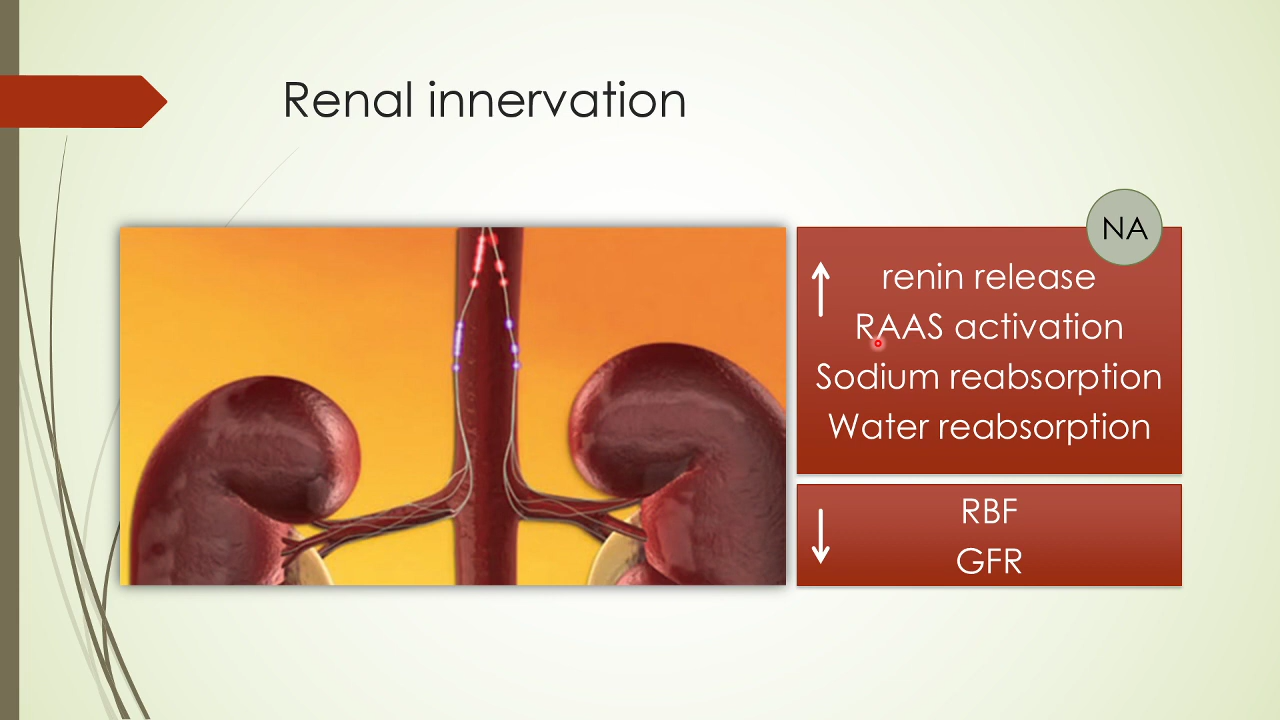 Renal innervation
NA
renin release
RAAS activation
Sodium reabsorption
Water reabsorption
RBF
GFR